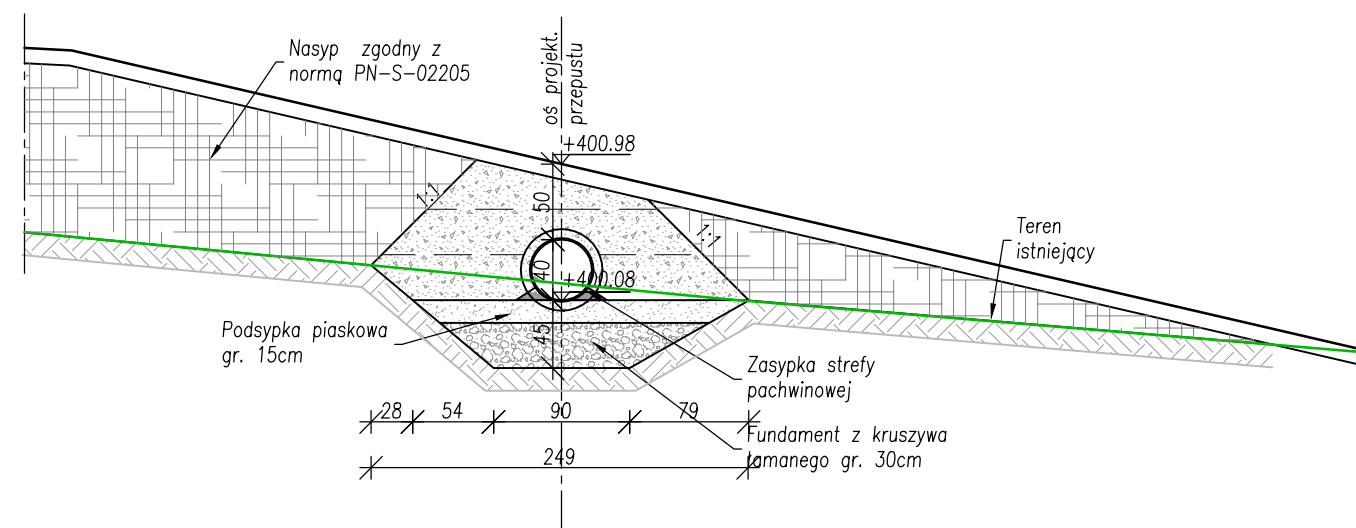 Nasyp zgodny z
normą PN-S-02205
oś projekt.
przepustu
+400.98
1:1
50
1:1
Teren
istniejący
40
+400.08
Podsypka piaskowa
gr. 15cm
45
Zasypka strefy
pachwinowej
28
54
90
79
Fundament z kruszywa
łamanego gr. 30cm
249